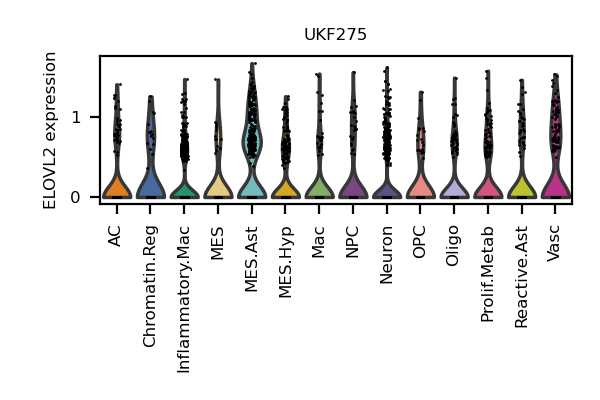 UKF275
ELOVL2 expression
1
0
AC
Chromatin.Reg
Inflammatory.Mac
MES
MES.Ast
MES.Hyp
Mac
NPC
Neuron
OPC
Oligo
Prolif.Metab
Reactive.Ast
Vasc